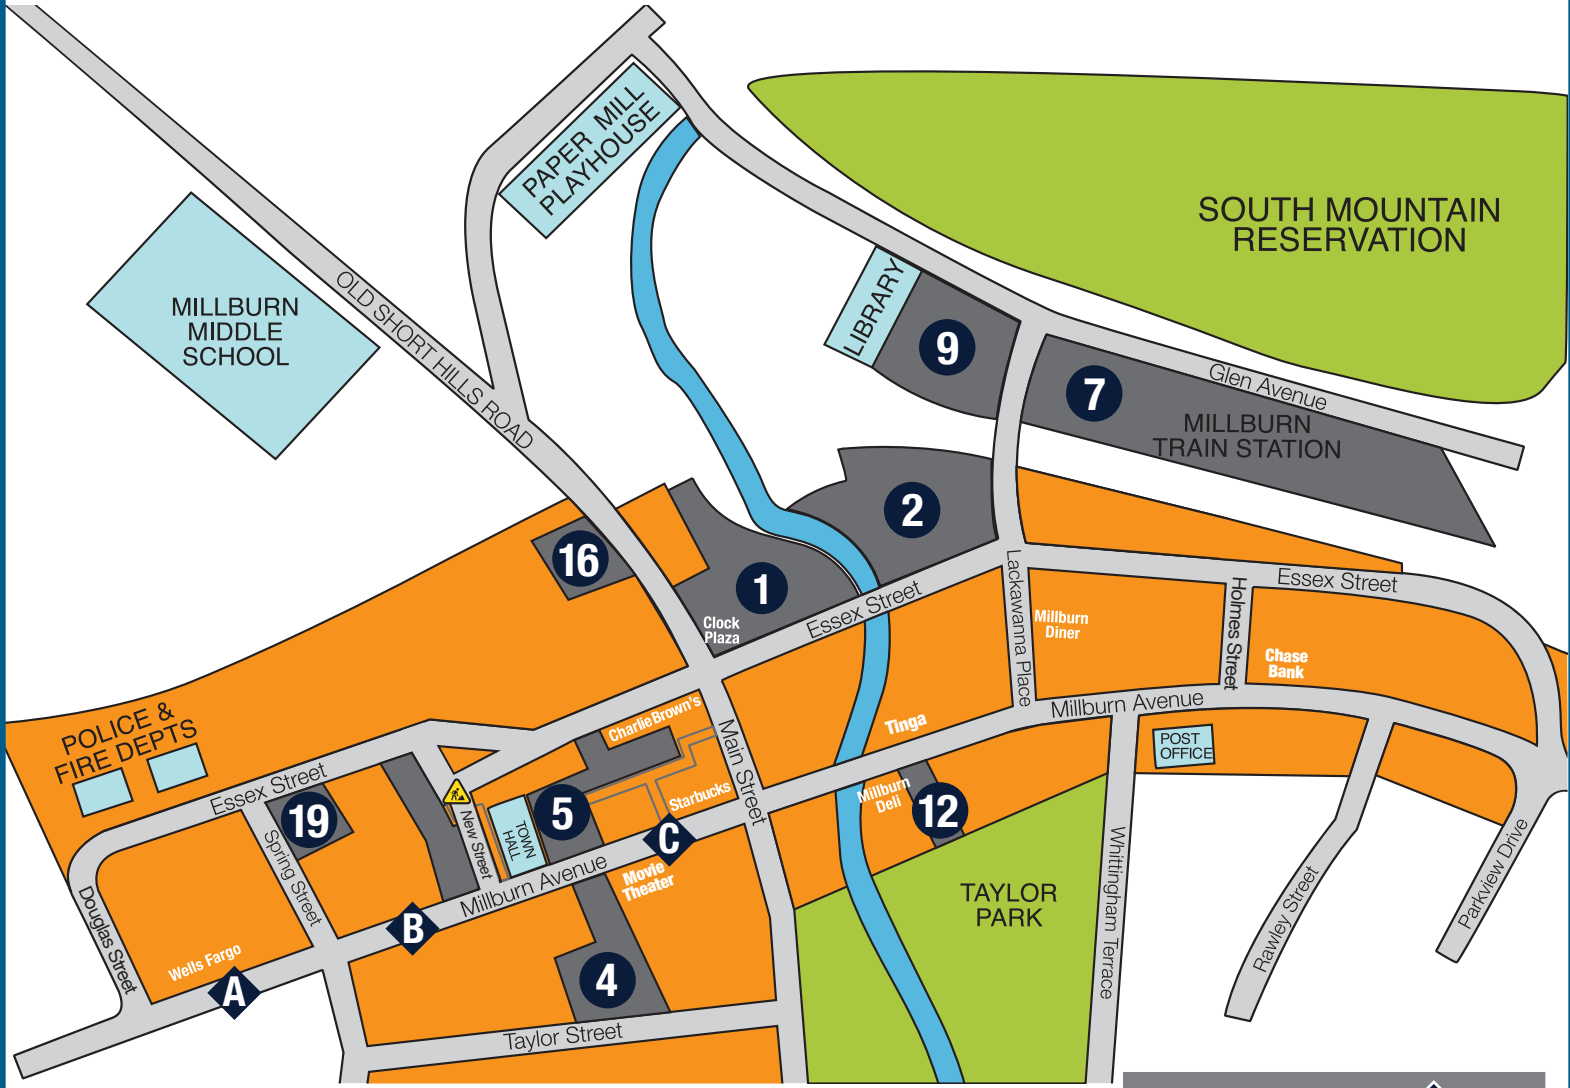 PAPER MILL
PLAYHOUSE
SOUTH MOUNTAIN
RESERVATION
MILLBURN
MIDDLE
SCHOOL
OLD SHORT HILLS ROAD
LIBRARY
9
7
Glen Avenue
MILLBURN
TRAIN STATION
2
16
1
Clock
Plaza
Essex Street
Lackawanna Place
Millburn
Diner
Holmes Street
Essex Street
Chase
Bank
Millburn Avenue
POLICE &
FIRE DEPTS
Charlie Brown's
Main Street
Tinga
POST
OFFICE
Essex Street
19
Spring Street
New Street
TOWN
HALL
5
Starbucks
C
Millburn
Deli
12
Movie
Theater
Millburn Avenue
Douglas Street
B
Wells Fargo
A
4
Taylor Street
TAYLOR
PARK
Whittingham Terrace
Rawley Street
Parkview Drive